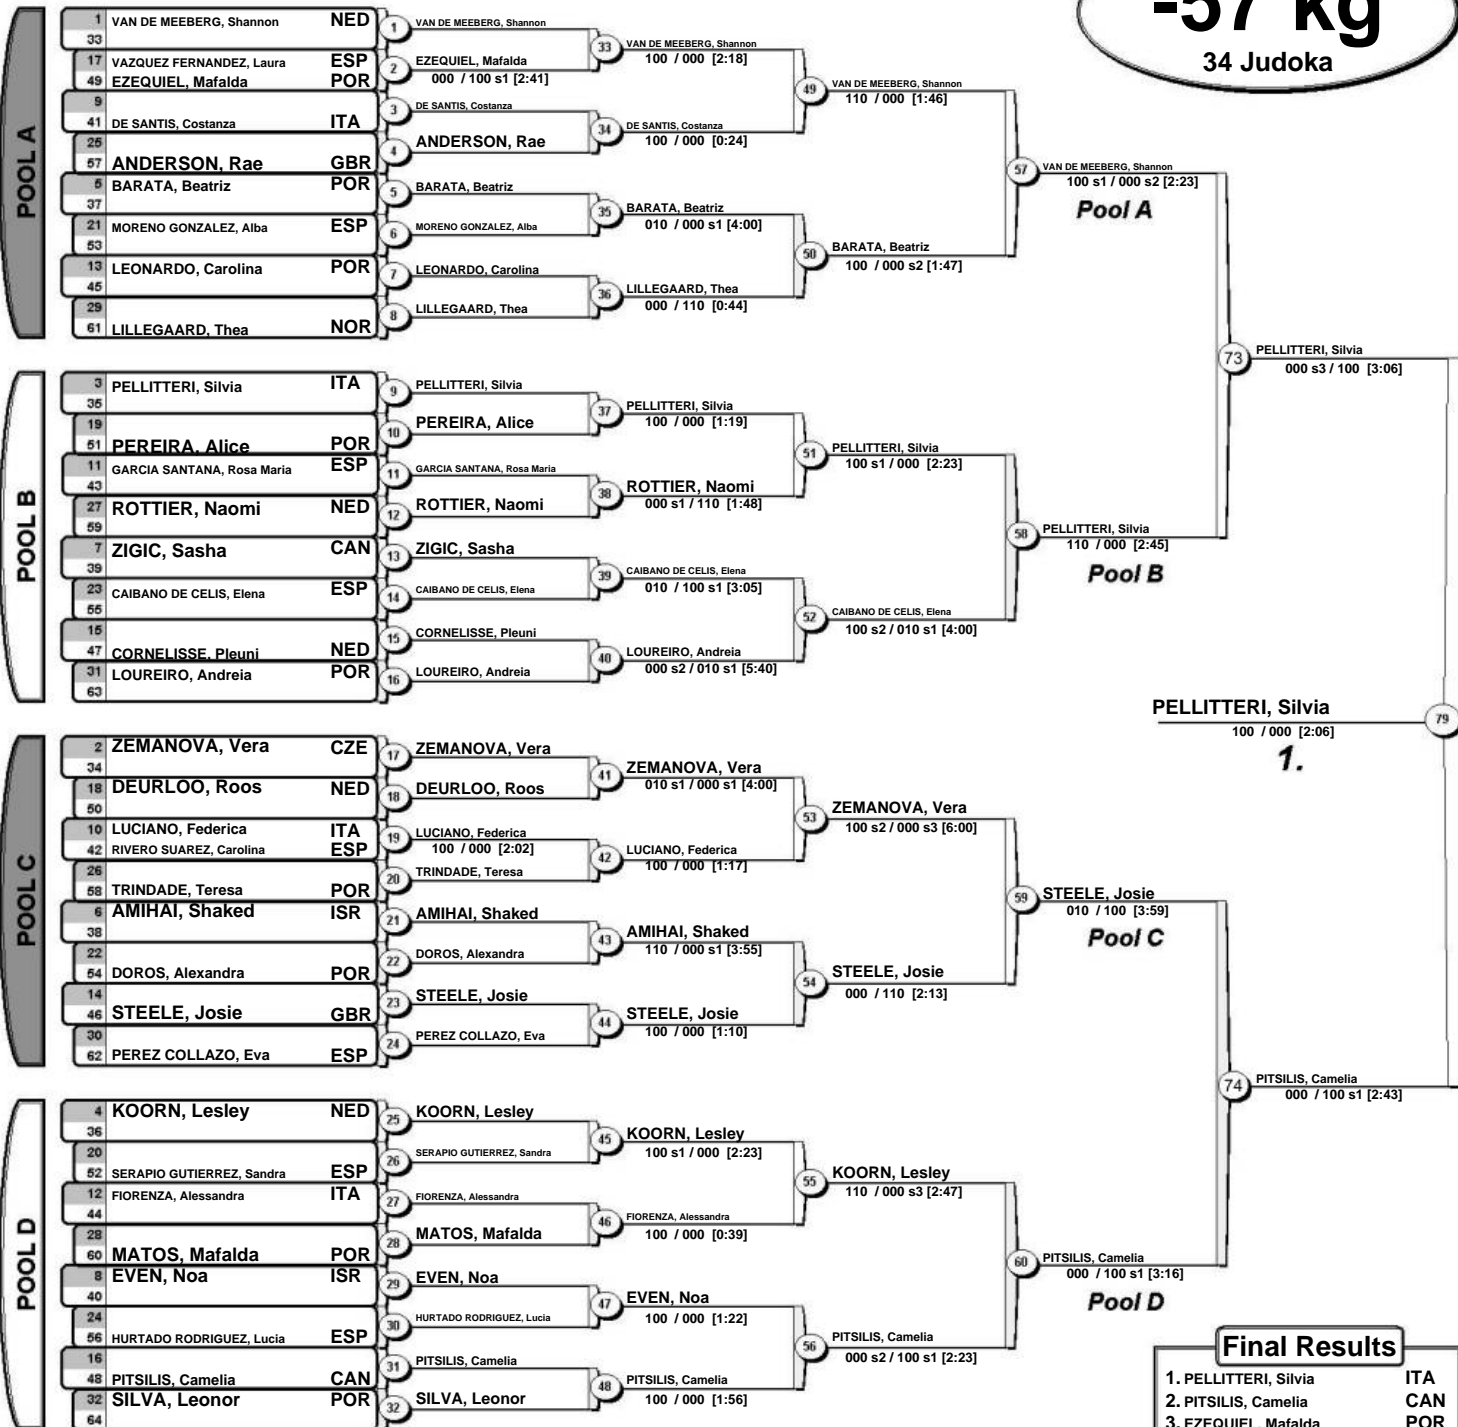 -57 kg
34 Judoka
POOL A
1 VAN DE MEEBERG, Shannon NED
33
17 VAZQUEZ FERNANDEZ, Laura ESP
49 EZEQUIEL, Mafalda POR
9
41 DE SANTIS, Costanza ITA
25
57 ANDERSON, Rae GBR
5 BARATA, Beatriz POR
37
21 MORENO GONZALEZ, Alba ESP
53
13 LEONARDO, Carolina POR
45
29
61 LILLEGAARD, Thea NOR
1 VAN DE MEEBERG, Shannon
2 EZEQUIEL, Mafalda
000 / 100 s1 [2:41]
3 DE SANTIS, Costanza
4 ANDERSON, Rae
5 BARATA, Beatriz
6 MORENO GONZALEZ, Alba
7 LEONARDO, Carolina
8 LILLEGAARD, Thea
33 VAN DE MEEBERG, Shannon
100 / 000 [2:18]
34 DE SANTIS, Costanza
100 / 000 [0:24]
35 BARATA, Beatriz
010 / 000 s1 [4:00]
36 LILLEGAARD, Thea
000 / 110 [0:44]
49 VAN DE MEEBERG, Shannon
110 / 000 [1:46]
50 BARATA, Beatriz
100 / 000 s2 [1:47]
57 VAN DE MEEBERG, Shannon
100 s1 / 000 s2 [2:23]
Pool A
POOL B
3 PELLITTERI, Silvia ITA
35
19
51 PEREIRA, Alice POR
11 GARCIA SANTANA, Rosa Maria ESP
43
27 ROTTIER, Naomi NED
59
7 ZIGIC, Sasha CAN
39
23 CAIBANO DE CELIS, Elena ESP
55
15
47 CORNELISSE, Pleuni NED
31 LOUREIRO, Andreia POR
63
9 PELLITTERI, Silvia
10 PEREIRA, Alice
11 GARCIA SANTANA, Rosa Maria
12 ROTTIER, Naomi
13 ZIGIC, Sasha
14 CAIBANO DE CELIS, Elena
15 CORNELISSE, Pleuni
16 LOUREIRO, Andreia
37 PELLITTERI, Silvia
100 / 000 [1:19]
38 ROTTIER, Naomi
000 s1 / 110 [1:48]
39 CAIBANO DE CELIS, Elena
010 / 100 s1 [3:05]
40 LOUREIRO, Andreia
000 s2 / 010 s1 [5:40]
51 PELLITTERI, Silvia
100 s1 / 000 [2:23]
52 CAIBANO DE CELIS, Elena
100 s2 / 010 s1 [4:00]
58 PELLITTERI, Silvia
110 / 000 [2:45]
Pool B
73 PELLITTERI, Silvia
000 s3 / 100 [3:06]
PELLITTERI, Silvia 79
100 / 000 [2:06]
1.
POOL C
2 ZEMANOVA, Vera CZE
34
18 DEURLOO, Roos NED
50
10 LUCIANO, Federica ITA
42 RIVERO SUAREZ, Carolina ESP
26
58 TRINDADE, Teresa POR
6 AMIHAI, Shaked ISR
38
22
54 DOROS, Alexandra POR
14
46 STEELE, Josie GBR
30
62 PEREZ COLLAZO, Eva ESP
17 ZEMANOVA, Vera
18 DEURLOO, Roos
19 LUCIANO, Federica
100 / 000 [2:02]
20 TRINDADE, Teresa
21 AMIHAI, Shaked
22 DOROS, Alexandra
23 STEELE, Josie
24 PEREZ COLLAZO, Eva
41 ZEMANOVA, Vera
010 s1 / 000 s1 [4:00]
42 LUCIANO, Federica
100 / 000 [1:17]
43 AMIHAI, Shaked
110 / 000 s1 [3:55]
44 STEELE, Josie
100 / 000 [1:10]
53 ZEMANOVA, Vera
100 s2 / 000 s3 [6:00]
54 STEELE, Josie
000 / 110 [2:13]
59 STEELE, Josie
010 / 100 [3:59]
Pool C
74 PITSILIS, Camelia
000 / 100 s1 [2:43]
POOL D
4 KOORN, Lesley NED
36
20
52 SERAPIO GUTIERREZ, Sandra ESP
12 FIORENZA, Alessandra ITA
44
28
60 MATOS, Mafalda POR
8 EVEN, Noa ISR
40
24
56 HURTADO RODRIGUEZ, Lucia ESP
16
48 PITSILIS, Camelia CAN
32 SILVA, Leonor POR
64
25 KOORN, Lesley
26 SERAPIO GUTIERREZ, Sandra
27 FIORENZA, Alessandra
28 MATOS, Mafalda
29 EVEN, Noa
30 HURTADO RODRIGUEZ, Lucia
31 PITSILIS, Camelia
32 SILVA, Leonor
45 KOORN, Lesley
100 s1 / 000 [2:23]
46 FIORENZA, Alessandra
100 / 000 [0:39]
47 EVEN, Noa
100 / 000 [1:22]
48 PITSILIS, Camelia
100 / 000 [1:56]
55 KOORN, Lesley
110 / 000 s3 [2:47]
56 PITSILIS, Camelia
000 s2 / 100 s1 [2:23]
60 PITSILIS, Camelia
000 / 100 s1 [3:16]
Pool D
Final Results
1. PELLITTERI, Silvia ITA
2. PITSILIS, Camelia CAN
3. EZEQUIEL, Mafalda POR